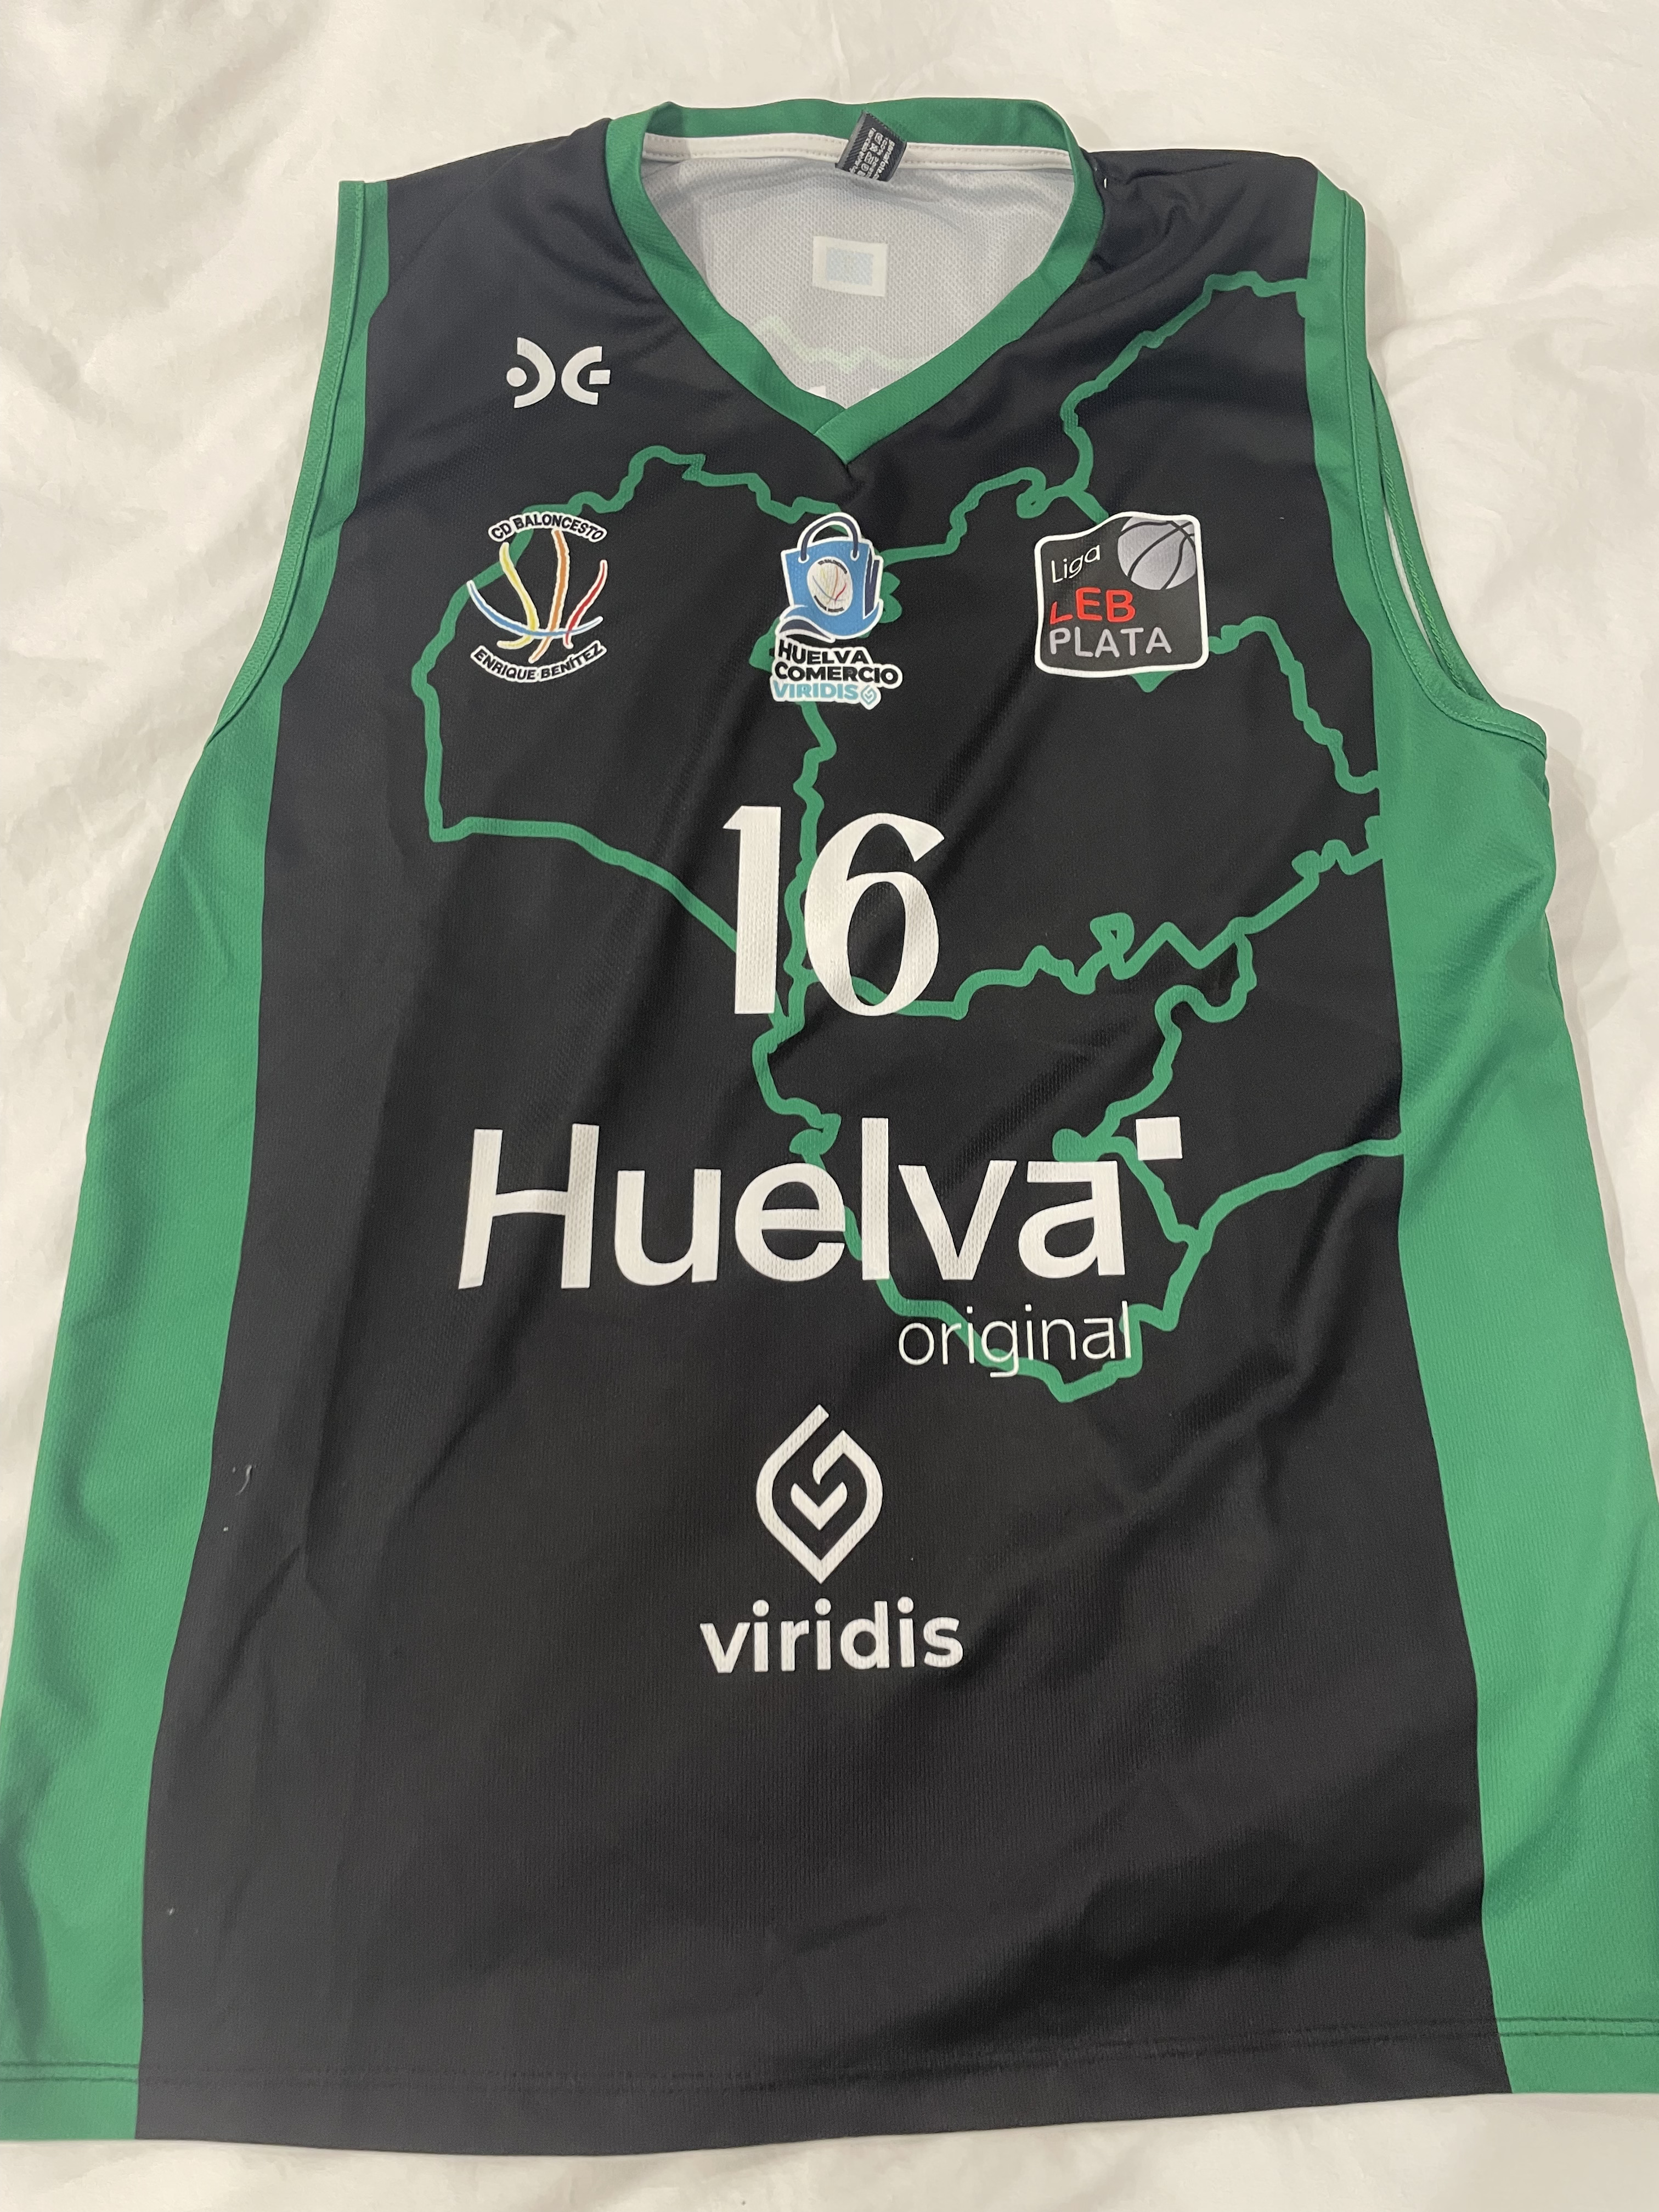 CD BALONCESTO
ENRIQUE BENÍTEZ
HUELVA
COMERCIO
VIRIDIS
Liga
LEB
PLATA
16
Huelva
original
viridis